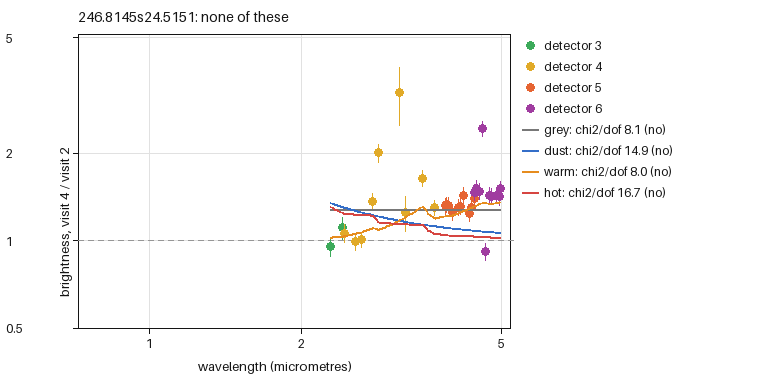 246.8145s24.5151: none of these
5
2
1
0.5
brightness, visit 4 / visit 2
1
2
5
wavelength (micrometres)
detector 3
detector 4
detector 5
detector 6
grey: chi2/dof 8.1 (no)
dust: chi2/dof 14.9 (no)
warm: chi2/dof 8.0 (no)
hot: chi2/dof 16.7 (no)